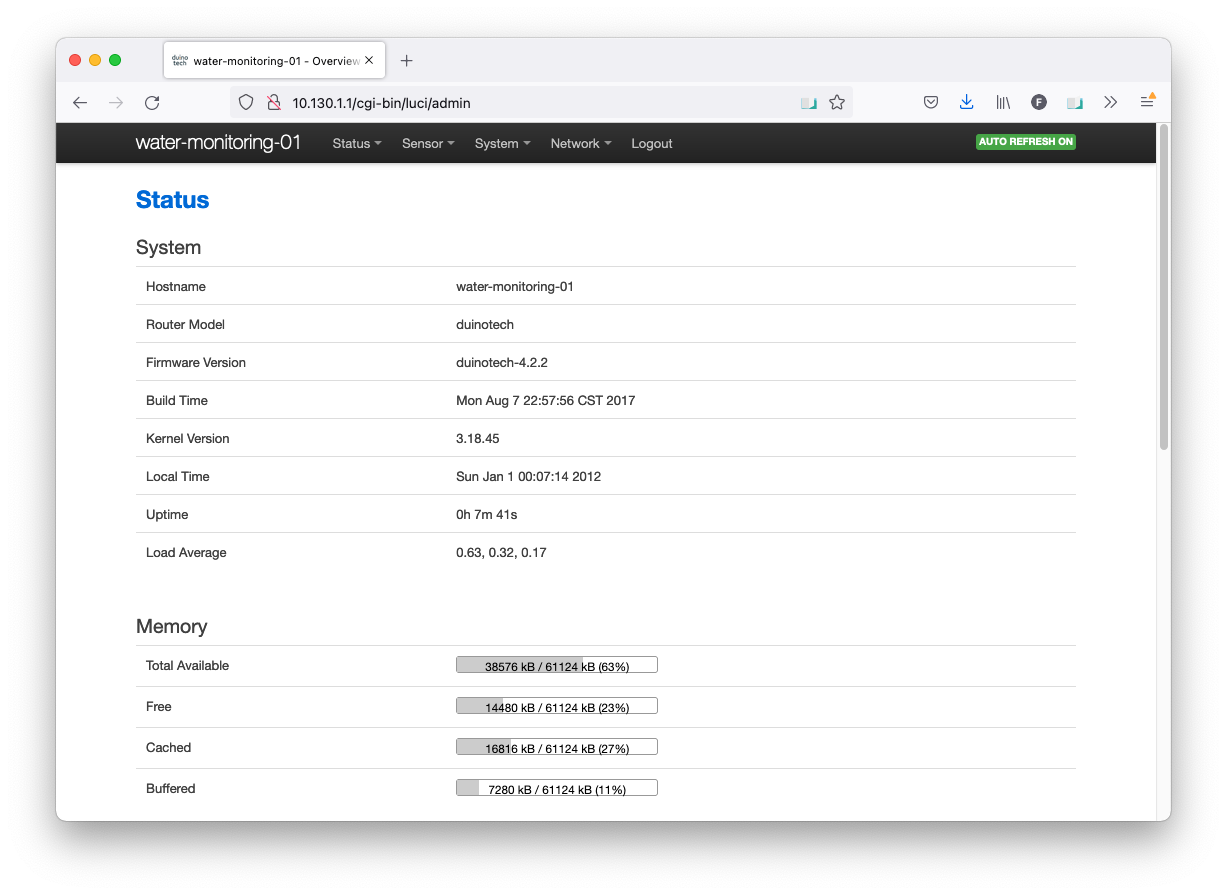 duino
tech
water-monitoring-01 - Overview
10.130.1.1/cgi-bin/luci/admin
F
water-monitoring-01 Status Sensor System Network Logout AUTO REFRESH ON
Status
System
Hostname water-monitoring-01
Router Model duinotech
Firmware Version duinotech-4.2.2
Build Time Mon Aug 7 22:57:56 CST 2017
Kernel Version 3.18.45
Local Time Sun Jan 1 00:07:14 2012
Uptime 0h 7m 41s
Load Average 0.63, 0.32, 0.17
Memory
Total Available 38576 kB / 61124 kB (63%)
Free 14480 kB / 61124 kB (23%)
Cached 16816 kB / 61124 kB (27%)
Buffered 7280 kB / 61124 kB (11%)